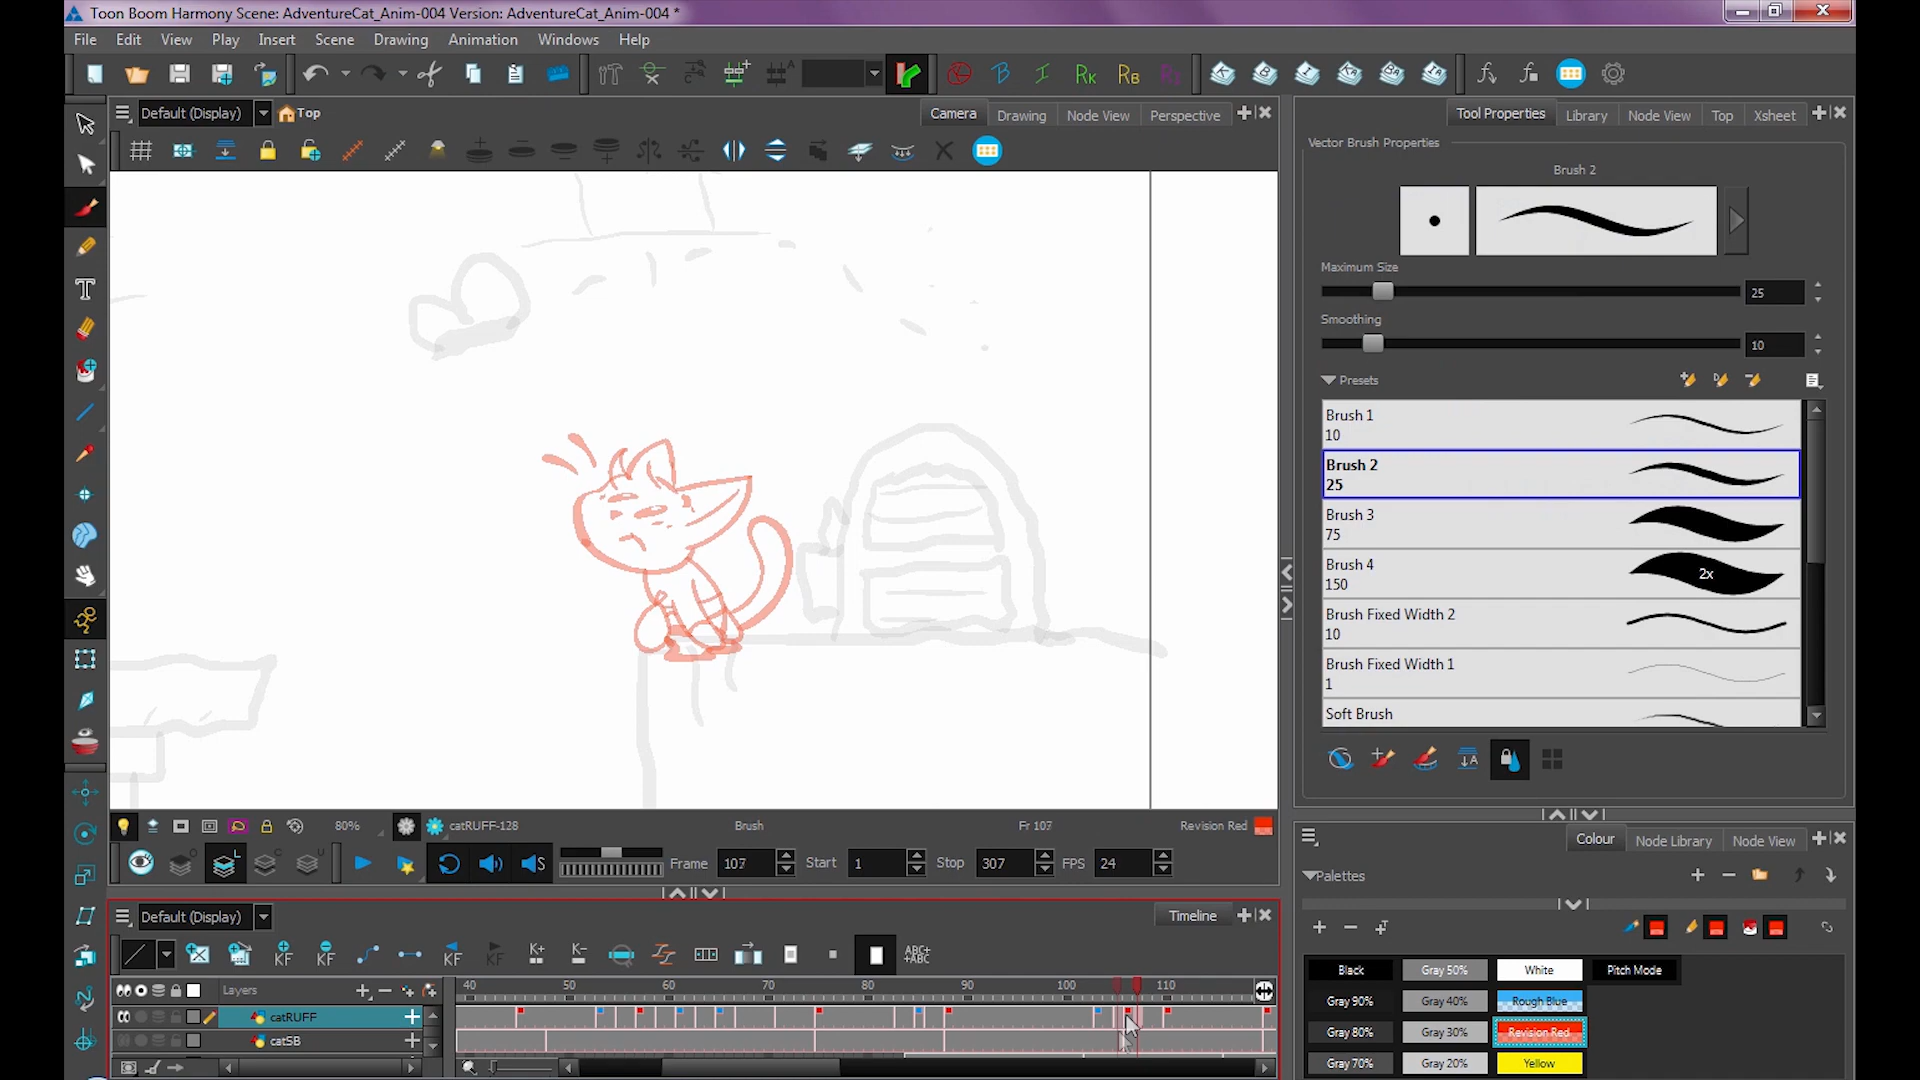 Toon Boom Harmony Scene: AdventureCat_Anim-004 Version: AdventureCat_Anim-004 *
File Edit View Play Insert Scene Drawing Animation Windows Help
Default (Display) Top Camera Drawing Node View Perspective
Tool Properties Library Node View Top Xsheet
Vector Brush Properties
Brush 2
Maximum Size
25
Smoothing
10
Presets
Brush 1
10
Brush 2
25
Brush 3
75
Brush 4
150
2x
Brush Fixed Width 2
10
Brush Fixed Width 1
1
Soft Brush
80% catRUFF-128 Brush Fr 107 Revision Red
Frame 107 Start 1 Stop 307 FPS 24
Colour Node Library Node View
Palettes
Default (Display) Timeline
KF KF KF KF K+ K- ABC+
+ABC
Layers 40 50 60 70 80 90 100 110
catRUFF
catSB
Black Gray 50% White Pitch Mode
Gray 90% Gray 40% Rough Blue
Gray 80% Gray 30% Revision Red
Gray 70% Gray 20% Yellow